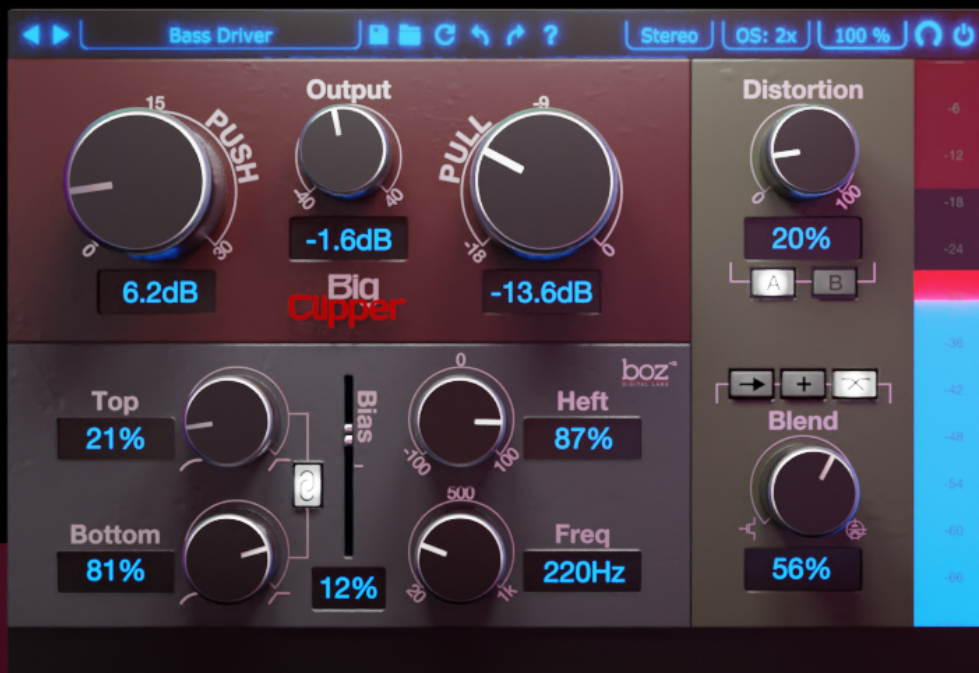 Bass Driver ? Stereo OS: 2x 100 %
Output
Distortion
15 PUSH 0 30
-40 40
-9 PULL -18 0
0 100
6.2dB
-1.6dB
-13.6dB
20%
Big
Clipper
A B
boz
DIGITAL LABS
Top
21%
Bias
0
-100 100
Heft
87%
+
Blend
Bottom
81%
12%
500
20 1k
Freq
220Hz
56%
-6
-12
-18
-24
-36
-42
-48
-54
-60
-66